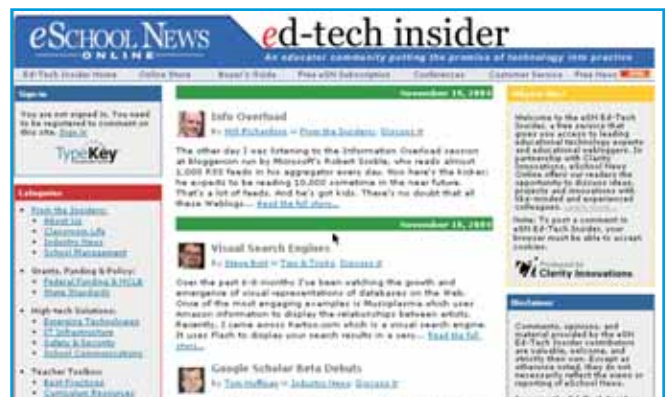 eSCHOOL NEWS
ONLINE
ed-tech insider
An educator community putting the promise of technology into practice
Ed-Tech Insider Home Online Store Buyer's Guide Free eSN Subscription Conferences Customer Service Free News
Sign in
You are not signed in. You need
to be registered to comment on
this site. Sign in
TypeKey
Categories
From the Insiders:
About Us
Classroom Life
Industry News
School Management
Grants, Funding & Policy:
Federal Funding & NCLB
State Standards
High-tech Solutions:
Emerging Technologies
IT Infrastructure
Safety & Security
School Communications
Teacher Toolbox:
Best Practices
Curriculum Resources
November
Info Overload
by Will Richardson in From the Insiders: Discuss it
The other day I was listening to the Information Overload session
at bloggercon run by Microsoft's Robert Scoble, who reads almost
1,000 RSS feeds in his aggregator every day. Now here's the kicker:
he expects to be reading 10,000 sometime in the near future.
That's a lot of feeds. And he's got kids. There's no doubt that all
these Weblogs... Read the full story...
November
Visual Search Engines
by Steve Burt in Tips & Tricks Discuss it
Over the past 6-8 months I've been watching the growth and
emergence of visual representations of databases on the Web.
One of the most engaging examples is Musicplasma which uses
Amazon information to display the relationships between artists.
Recently, I came across Kartoo.com which is a visual search engine.
It uses Flash to display your search results in a very... Read the full
story...
Google Scholar Beta Debuts
by Tom Hoffman in Industry News Discuss it
Welcome to the eSN Ed-Tech
Insider, a free service that
gives you access to leading
educational technology experts
and educational webloggers. In
partnership with Clarity
Innovations, eSchool News
Online offers our readers the
opportunity to discuss ideas,
projects and innovations with
like-minded and experienced
colleagues.
Note: To post a comment in
eSN Ed-Tech Insider, your
browser must be able to accept
cookies.
Produced by
Clarity Innovations
Disclaimer
Comments, opinions, and
material provided by the eSN
Ed-Tech Insider contributors
are valuable, welcome, and
strictly their own. Except as
otherwise noted, they do not
necessarily reflect the views or
reporting of eSchool News.